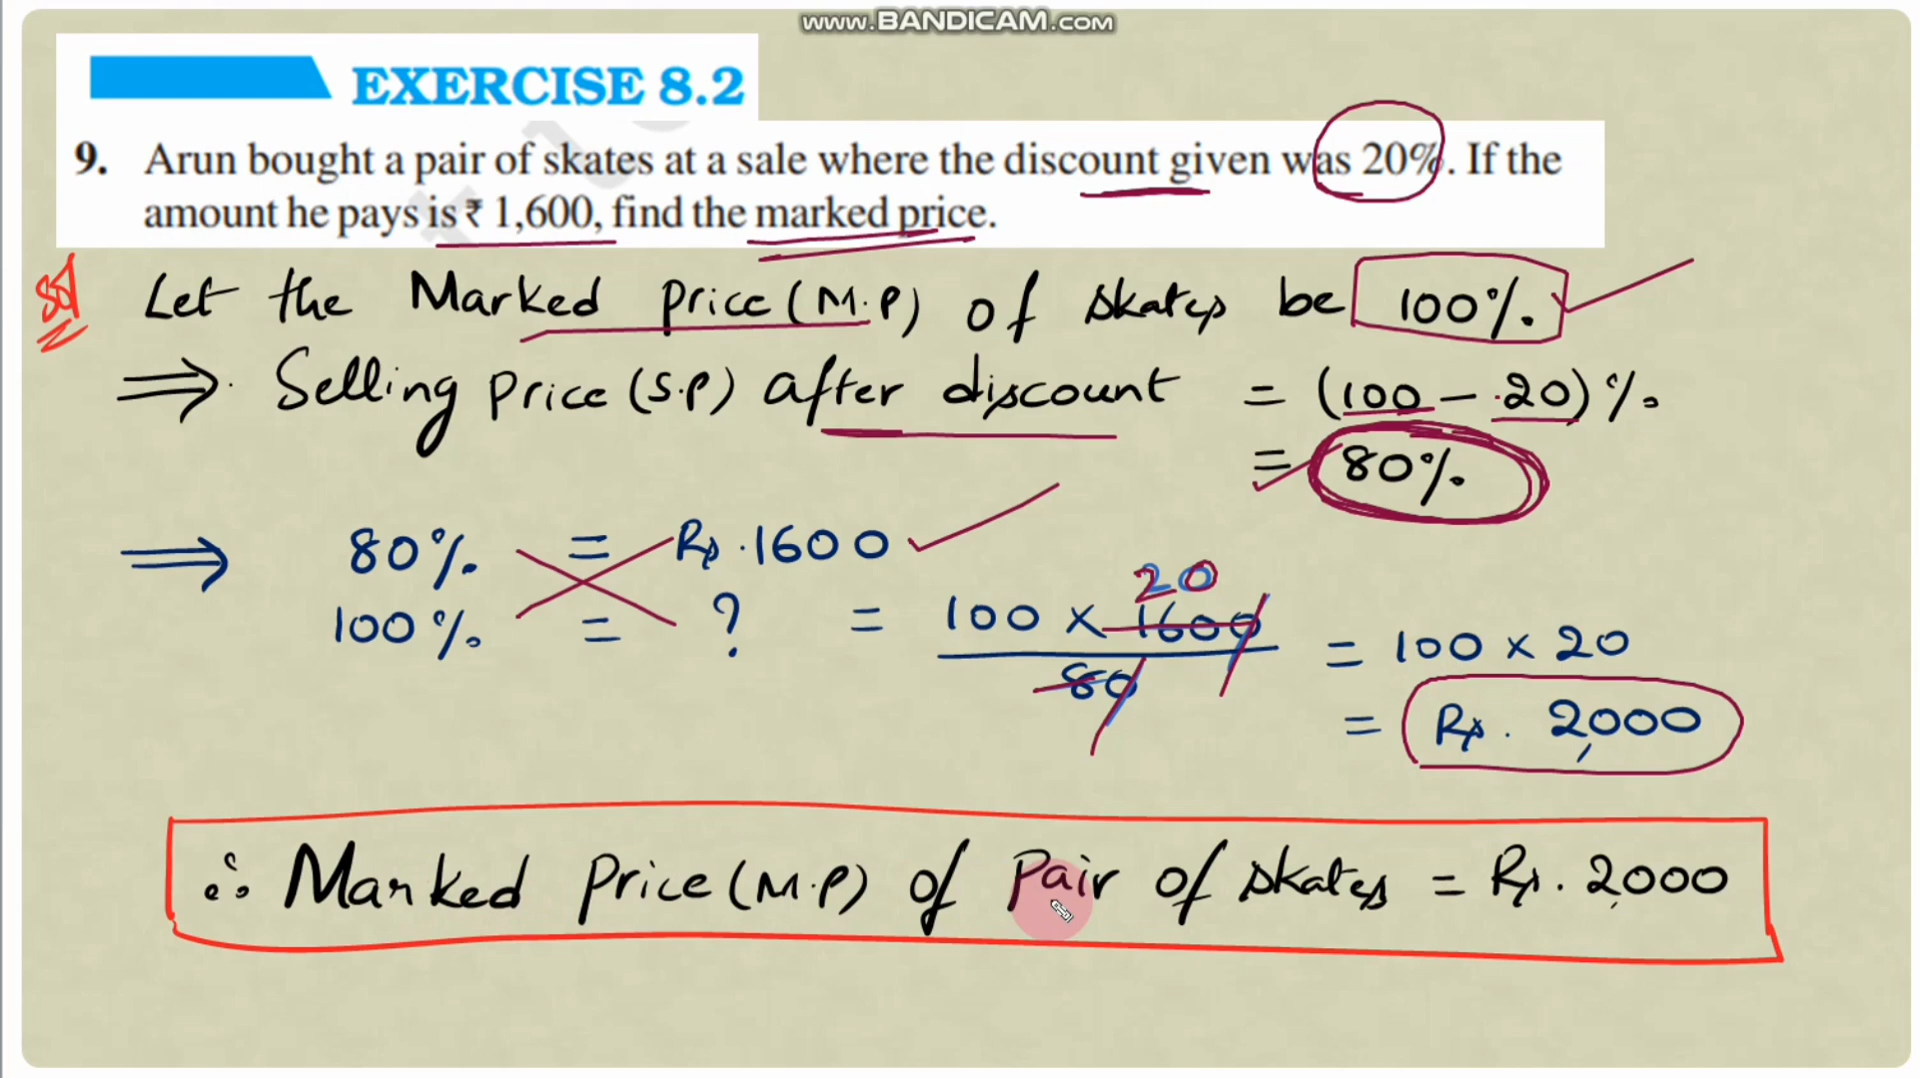 www.BANDICAM.com
EXERCISE 8.2
9. Arun bought a pair of skates at a sale where the discount given was 20%. If the
amount he pays is ₹ 1,600, find the marked price.
Sol
Let the Marked Price (M.P) of skates be 100%.
⇒ Selling Price (S.P) after discount = (100 - 20)%.
= 80%.
⇒ 80%. = Rs. 1600
20
100%. = ? = 100 × 1600
80
= 100 × 20
= Rs. 2,000
∴ Marked Price (M.P) of Pair of skates = Rs. 2,000